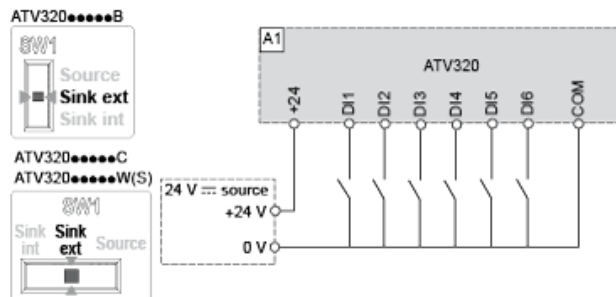 ATV320●●●●●B
SW1
Source
Sink ext
Sink int
ATV320●●●●●C
ATV320●●●●●W(S)
SW1
Sink int
Sink ext
Source
A1
ATV320
+24
DI1
DI2
DI3
DI4
DI5
DI6
COM
24 V ⎓ source
+24 V
0 V